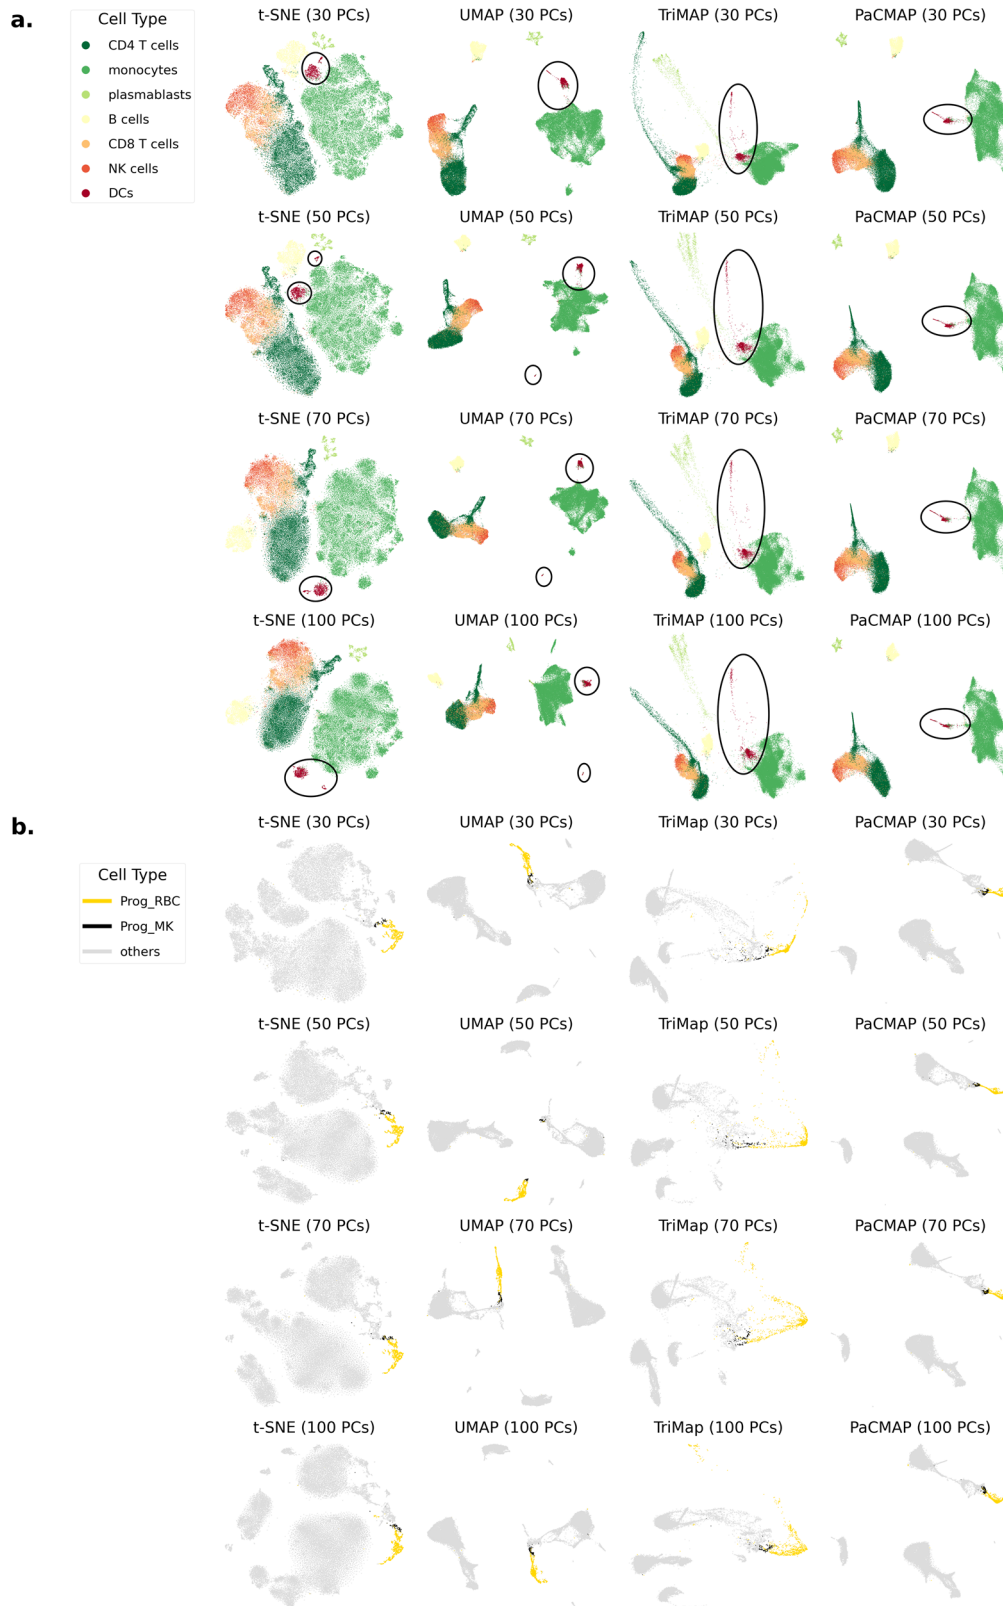 a.
Cell Type
CD4 T cells
monocytes
plasmablasts
B cells
CD8 T cells
NK cells
DCs
t-SNE (30 PCs) UMAP (30 PCs) TriMAP (30 PCs) PaCMAP (30 PCs)
t-SNE (50 PCs) UMAP (50 PCs) TriMAP (50 PCs) PaCMAP (50 PCs)
t-SNE (70 PCs) UMAP (70 PCs) TriMAP (70 PCs) PaCMAP (70 PCs)
t-SNE (100 PCs) UMAP (100 PCs) TriMAP (100 PCs) PaCMAP (100 PCs)
b.
Cell Type
Prog_RBC
Prog_MK
others
t-SNE (30 PCs) UMAP (30 PCs) TriMap (30 PCs) PaCMAP (30 PCs)
t-SNE (50 PCs) UMAP (50 PCs) TriMap (50 PCs) PaCMAP (50 PCs)
t-SNE (70 PCs) UMAP (70 PCs) TriMap (70 PCs) PaCMAP (70 PCs)
t-SNE (100 PCs) UMAP (100 PCs) TriMap (100 PCs) PaCMAP (100 PCs)